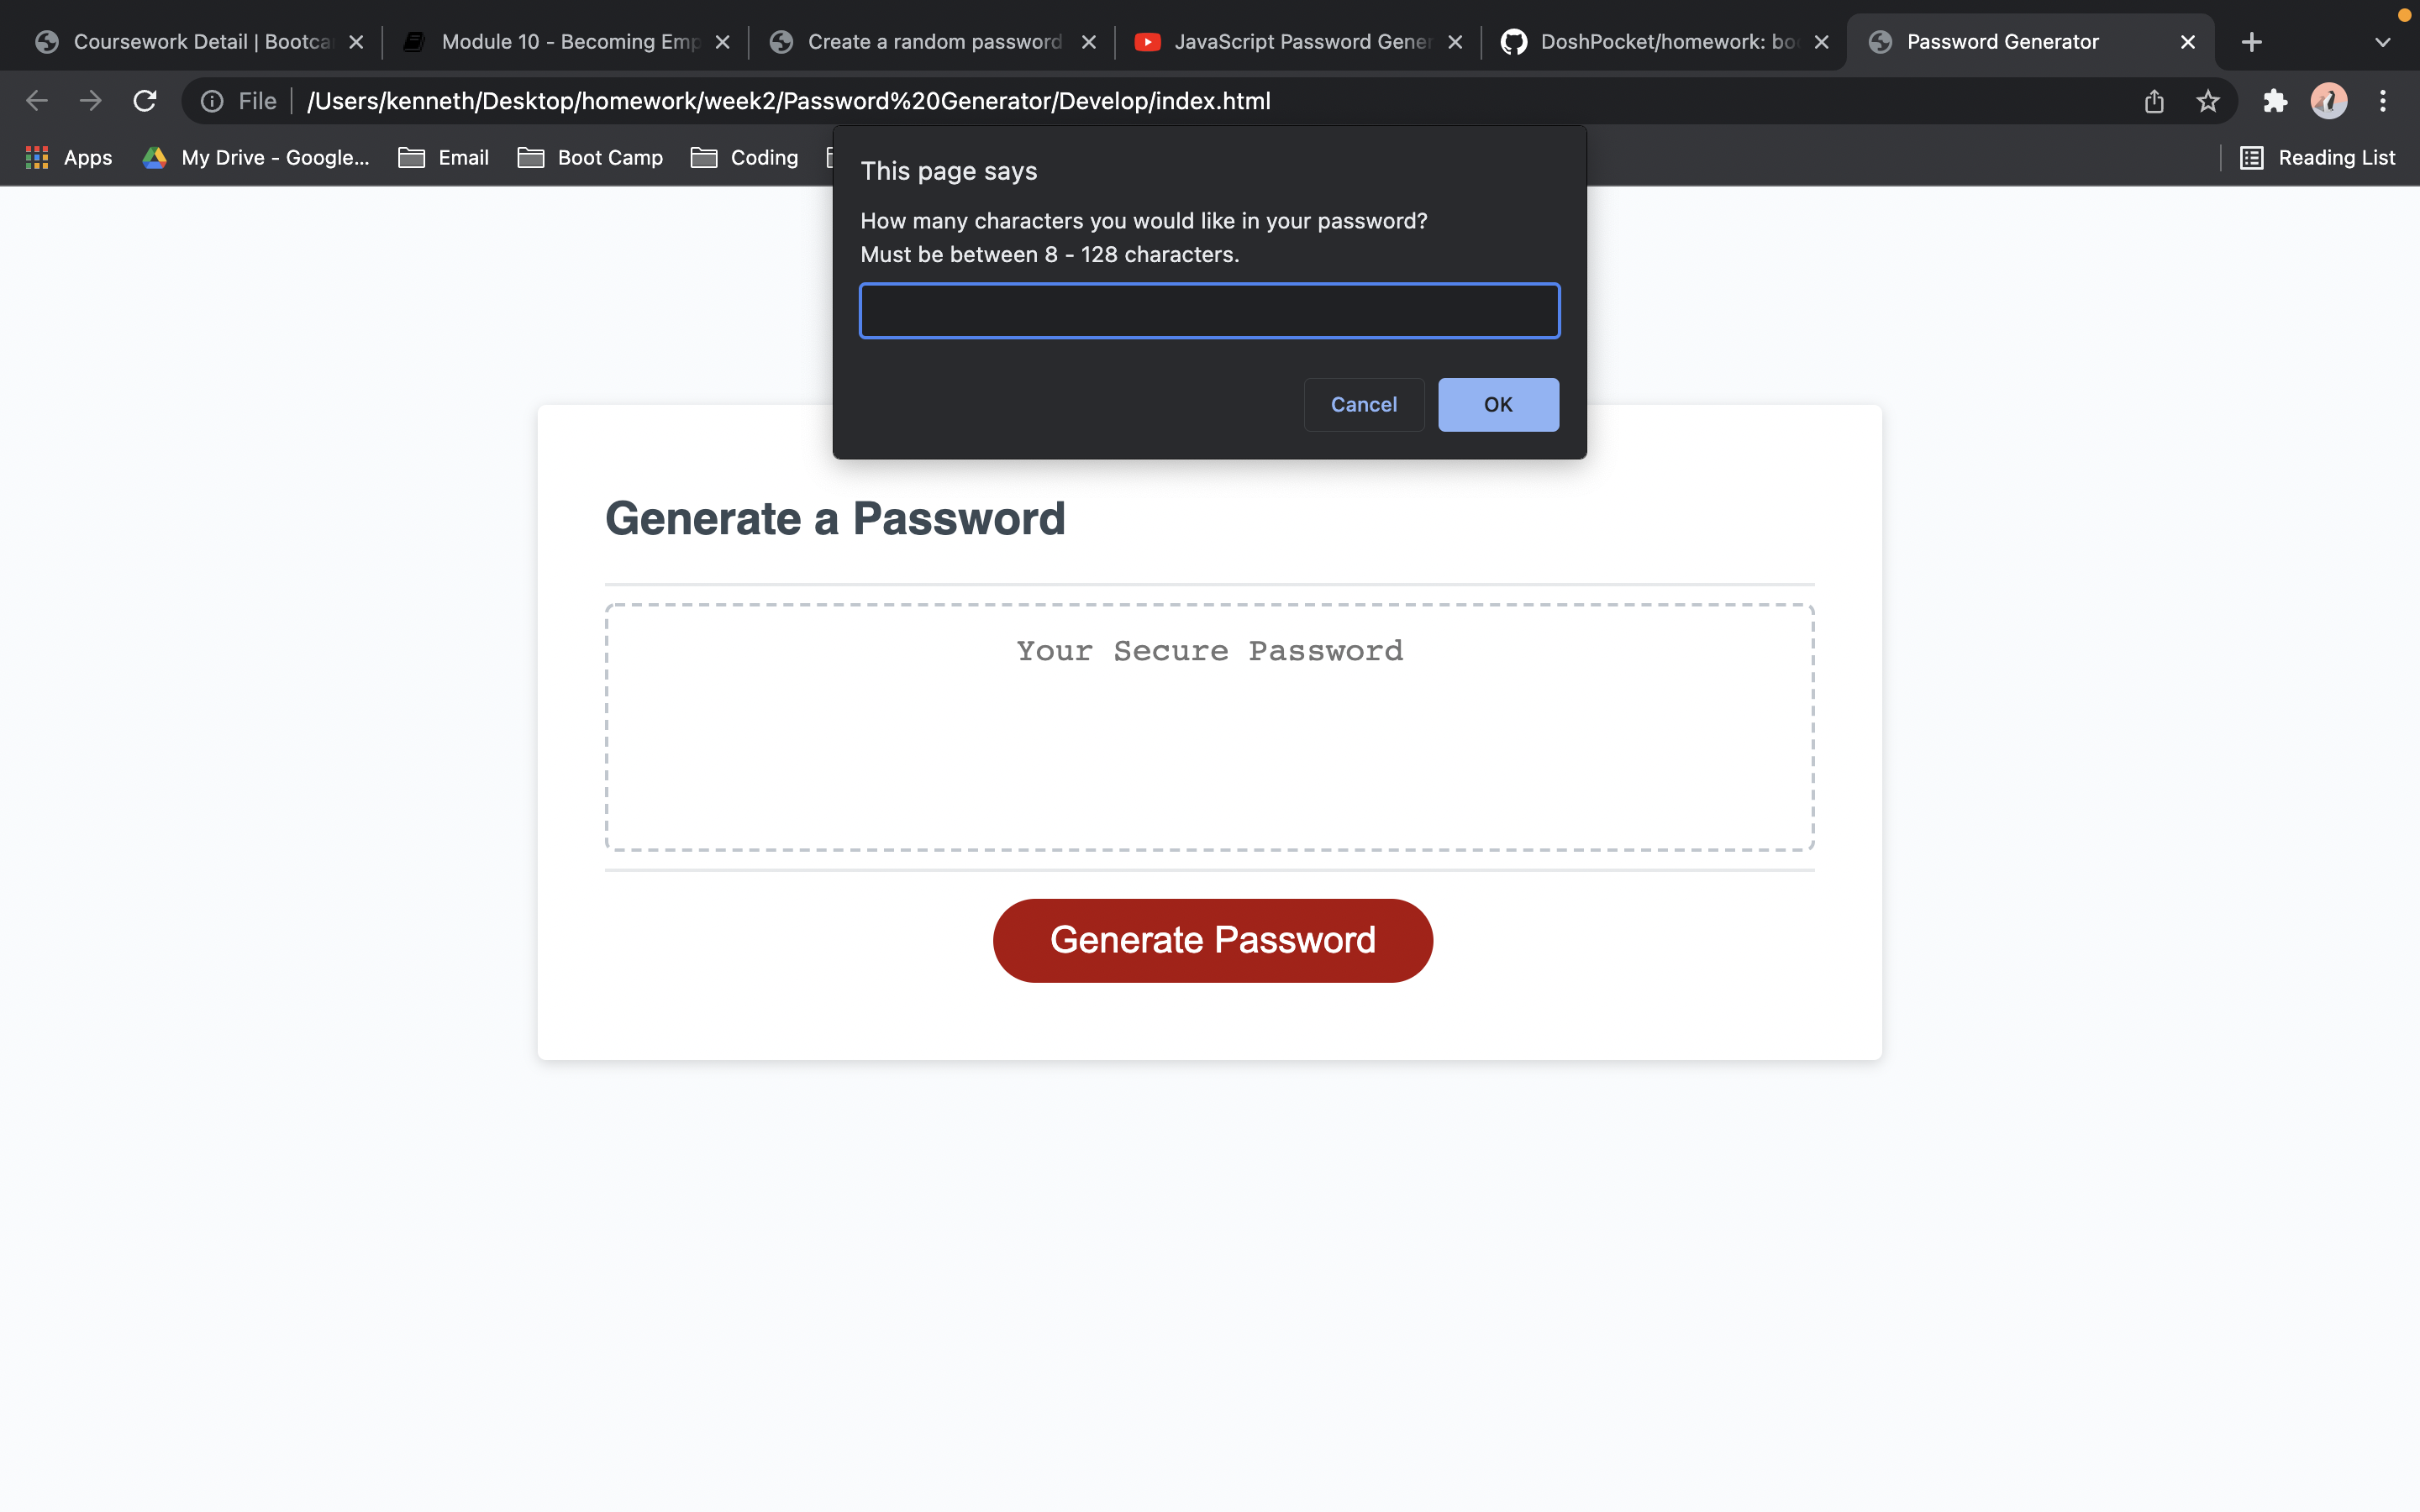 Coursework Detail | Bootca
Module 10 - Becoming Emp
Create a random password
JavaScript Password Gener
DoshPocket/homework: bo
Password Generator
File
/Users/kenneth/Desktop/homework/week2/Password%20Generator/Develop/index.html
Apps
My Drive - Google...
Email
Boot Camp
Coding
Reading List
This page says
How many characters you would like in your password?
Must be between 8 - 128 characters.
Cancel
OK
Generate a Password
Your Secure Password
Generate Password